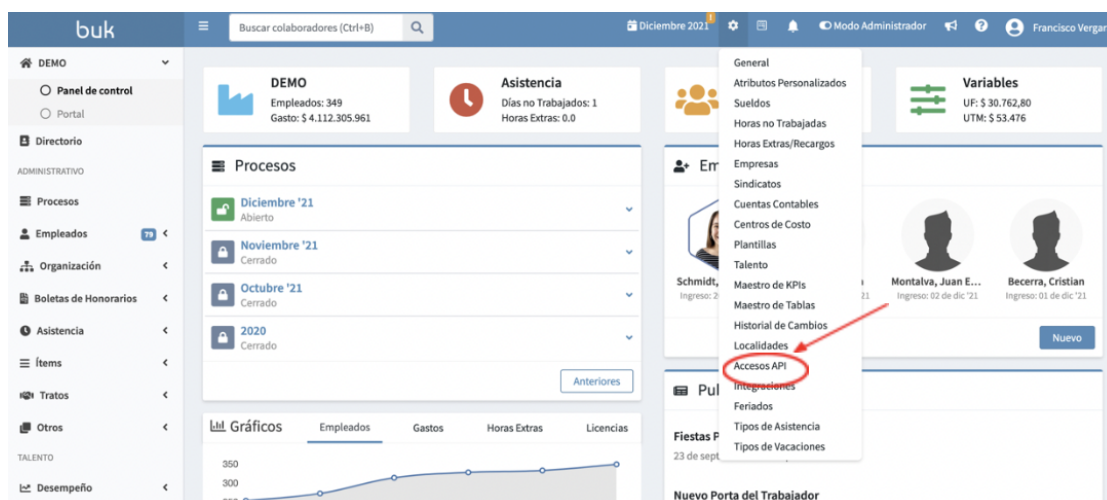 buk
Buscar colaboradores (Ctrl+B)
Diciembre 2021
!
Modo Administrador
Francisco Vergar
DEMO
Panel de control
Portal
Directorio
ADMINISTRATIVO
Procesos
Empleados
79
Organización
Boletas de Honorarios
Asistencia
Ítems
Tratos
Otros
TALENTO
Desempeño
DEMO
Empleados: 349
Gasto: $ 4.112.305.961
Asistencia
Días no Trabajados: 1
Horas Extras: 0.0
Variables
UF: $ 30.762,80
UTM: $ 53.476
Procesos
Diciembre '21
Abierto
Noviembre '21
Cerrado
Octubre '21
Cerrado
2020
Cerrado
Anteriores
Gráficos
Empleados
Gastos
Horas Extras
Licencias
350
300
General
Atributos Personalizados
Sueldos
Horas no Trabajadas
Horas Extras/Recargos
Empresas
Sindicatos
Cuentas Contables
Centros de Costo
Plantillas
Talento
Maestro de KPIs
Maestro de Tablas
Historial de Cambios
Localidades
Accesos API
Integraciones
Feriados
Tipos de Asistencia
Tipos de Vacaciones
Em
Schmidt,
Ingreso: 2
21
Montalva, Juan E...
Ingreso: 02 de dic '21
Becerra, Cristian
Ingreso: 01 de dic '21
Nuevo
Pul
Fiestas P
23 de sept
Nuevo Porta del Trabajador